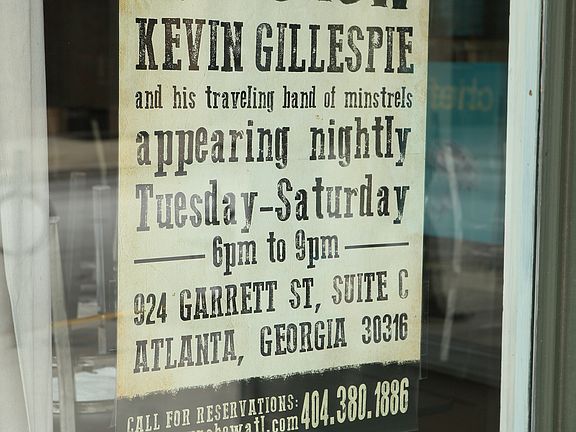 KEVIN GILLESPIE
and his traveling band of minstrels
appearing nightly
Tuesday-Saturday
6pm to 9pm
924 GARRETT ST, SUITE C
ATLANTA, GEORGIA 30316
CALL FOR RESERVATIONS: 404.380.1886